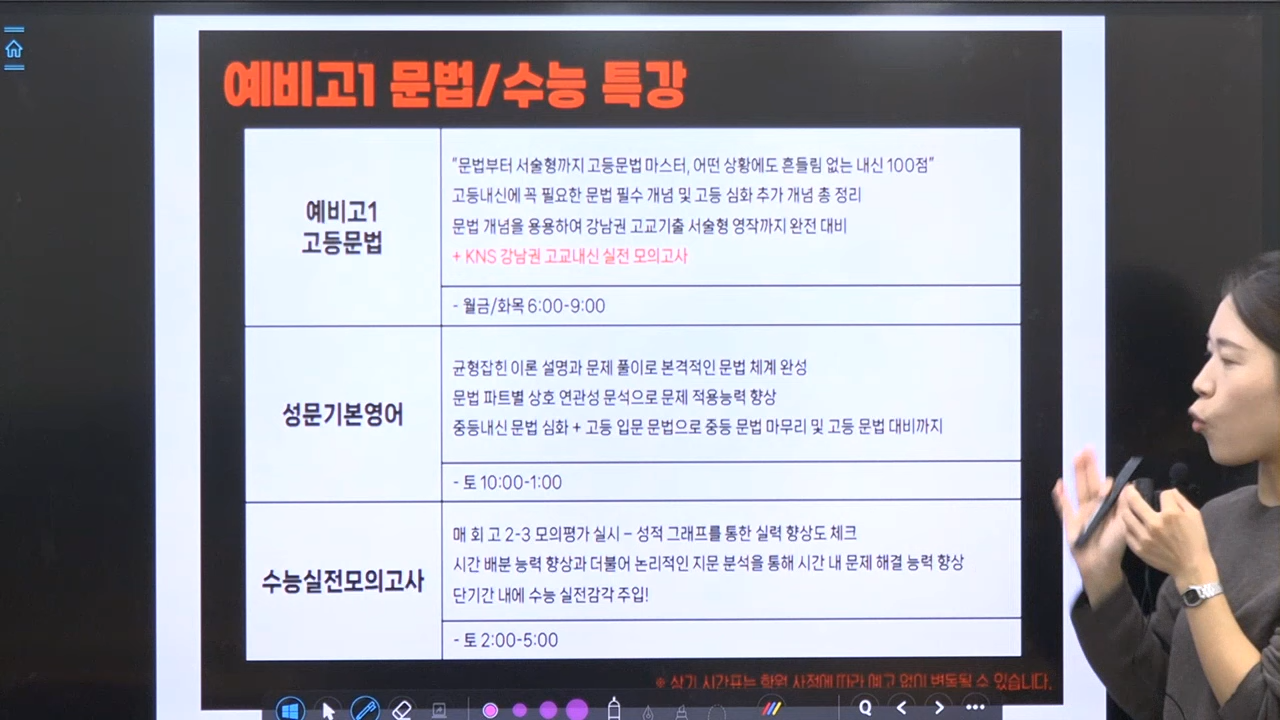 예비고1 문법/수능 특강
예비고1
고등문법
"문법부터 서술형까지 고등문법 마스터, 어떤 상황에도 흔들림 없는 내신 100점"
고등내신에 꼭 필요한 문법 필수 개념 및 고등 심화 추가 개념 총 정리
문법 개념을 용용하여 강남권 고교기출 서술형 영작까지 완전 대비
+ KNS 강남권 고교내신 실전 모의고사
- 월금/화목 6:00-9:00
성문기본영어
균형잡힌 이론 설명과 문제 풀이로 본격적인 문법 체계 완성
문법 파트별 상호 연관성 문석으로 문제 적용능력 향상
중등내신 문법 심화 + 고등 입문 문법으로 중등 문법 마무리 및 고등 문법 대비까지
- 토 10:00-1:00
수능실전모의고사
매 회 고 2-3 모의평가 실시 – 성적 그래프를 통한 실력 향상도 체크
시간 배분 능력 향상과 더불어 논리적인 지문 분석을 통해 시간 내 문제 해결 능력 향상
단기간 내에 수능 실전감각 주입!
- 토 2:00-5:00
※ 상기 시간표는 학원 사정에 따라 예고 없이 변동될 수 있습니다.